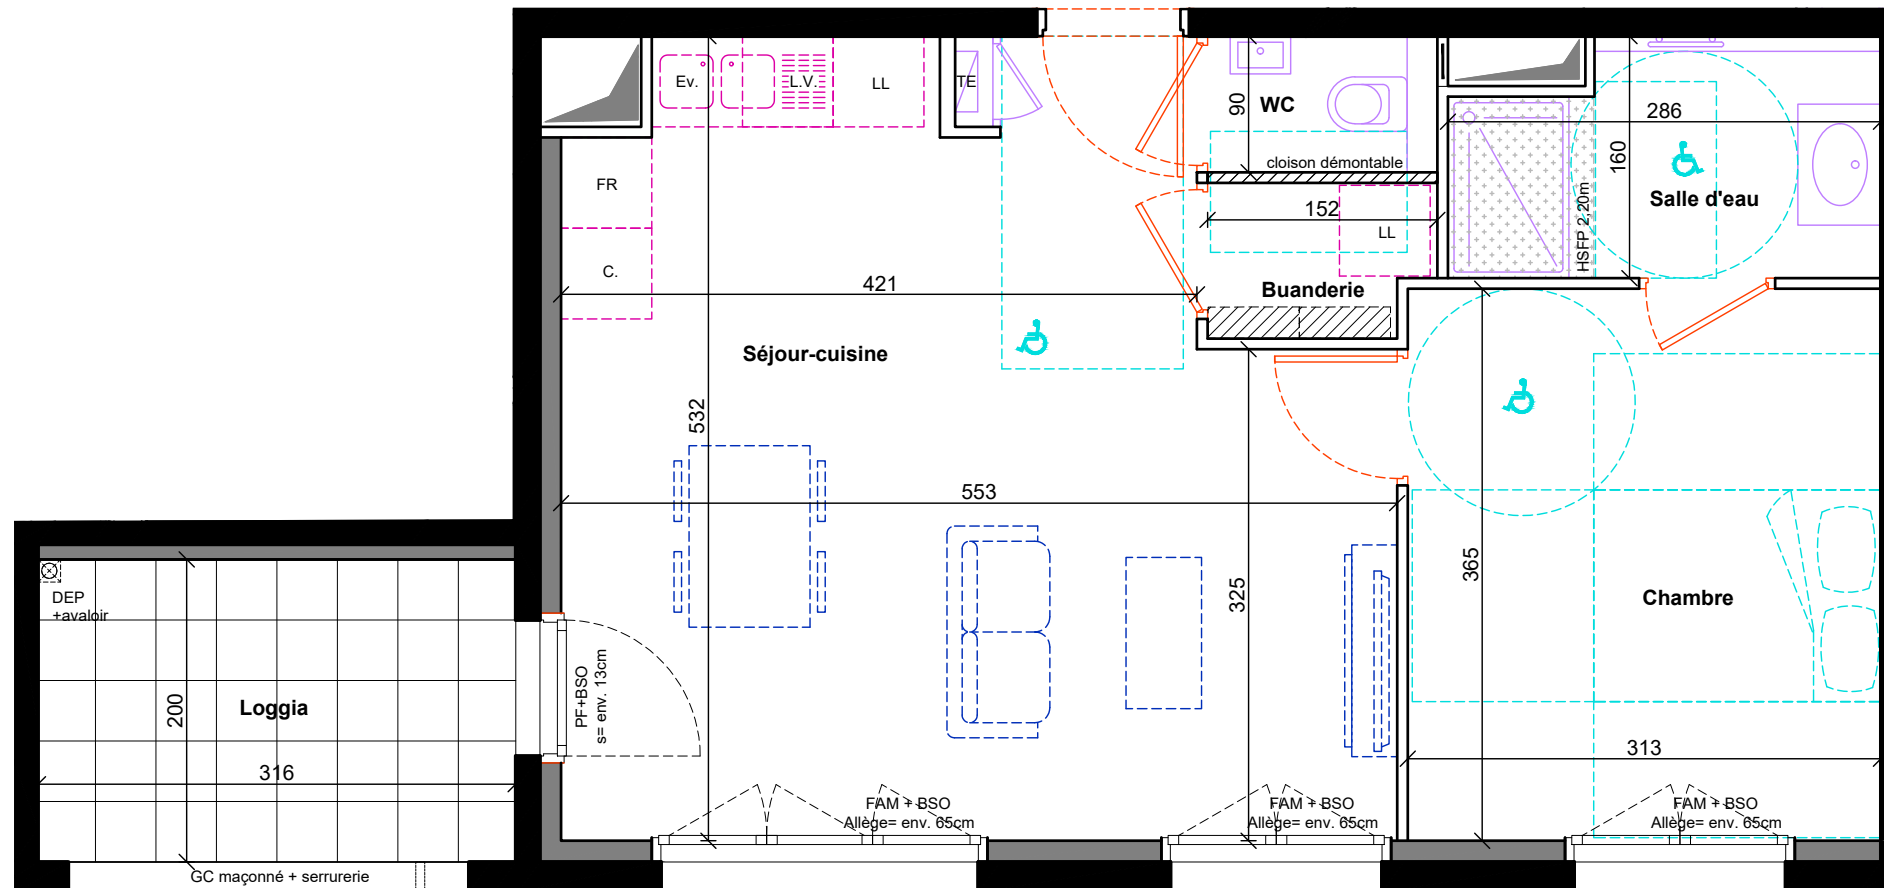 Ev.
L.V.
LL
TE
90
WC
cloison démontable
286
160
Salle d'eau
HSFP 2,20m
FR
C.
152
LL
421
Buanderie
Séjour-cuisine
532
553
325
365
Chambre
DEP
+avaloir
200
Loggia
316
PF+BSO
s= env. 13cm
313
FAM + BSO
Allège= env. 65cm
FAM + BSO
Allège= env. 65cm
FAM + BSO
Allège= env. 65cm
GC maçonné + serrurerie